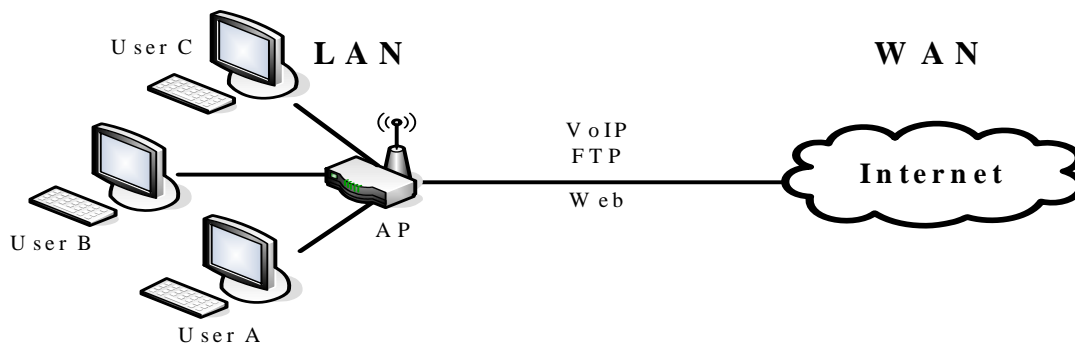 User C
LAN
WAN
VoIP
FTP
Web
Internet
AP
User B
User A